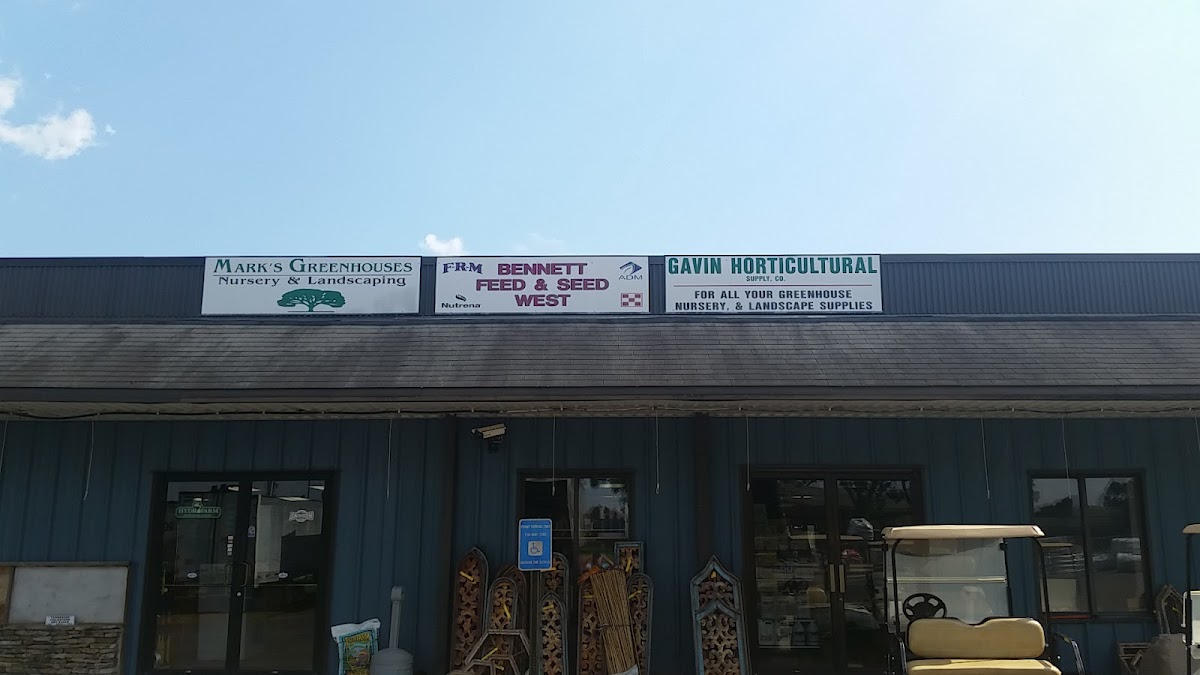 MARK'S GREENHOUSES
NURSERY & LANDSCAPING
F-R-M
BENNETT
FEED & SEED
WEST
Nutrena
ADM
GAVIN HORTICULTURAL
SUPPLY, CO.
FOR ALL YOUR GREENHOUSE
NURSERY, & LANDSCAPE SUPPLIES
HYDROFARM